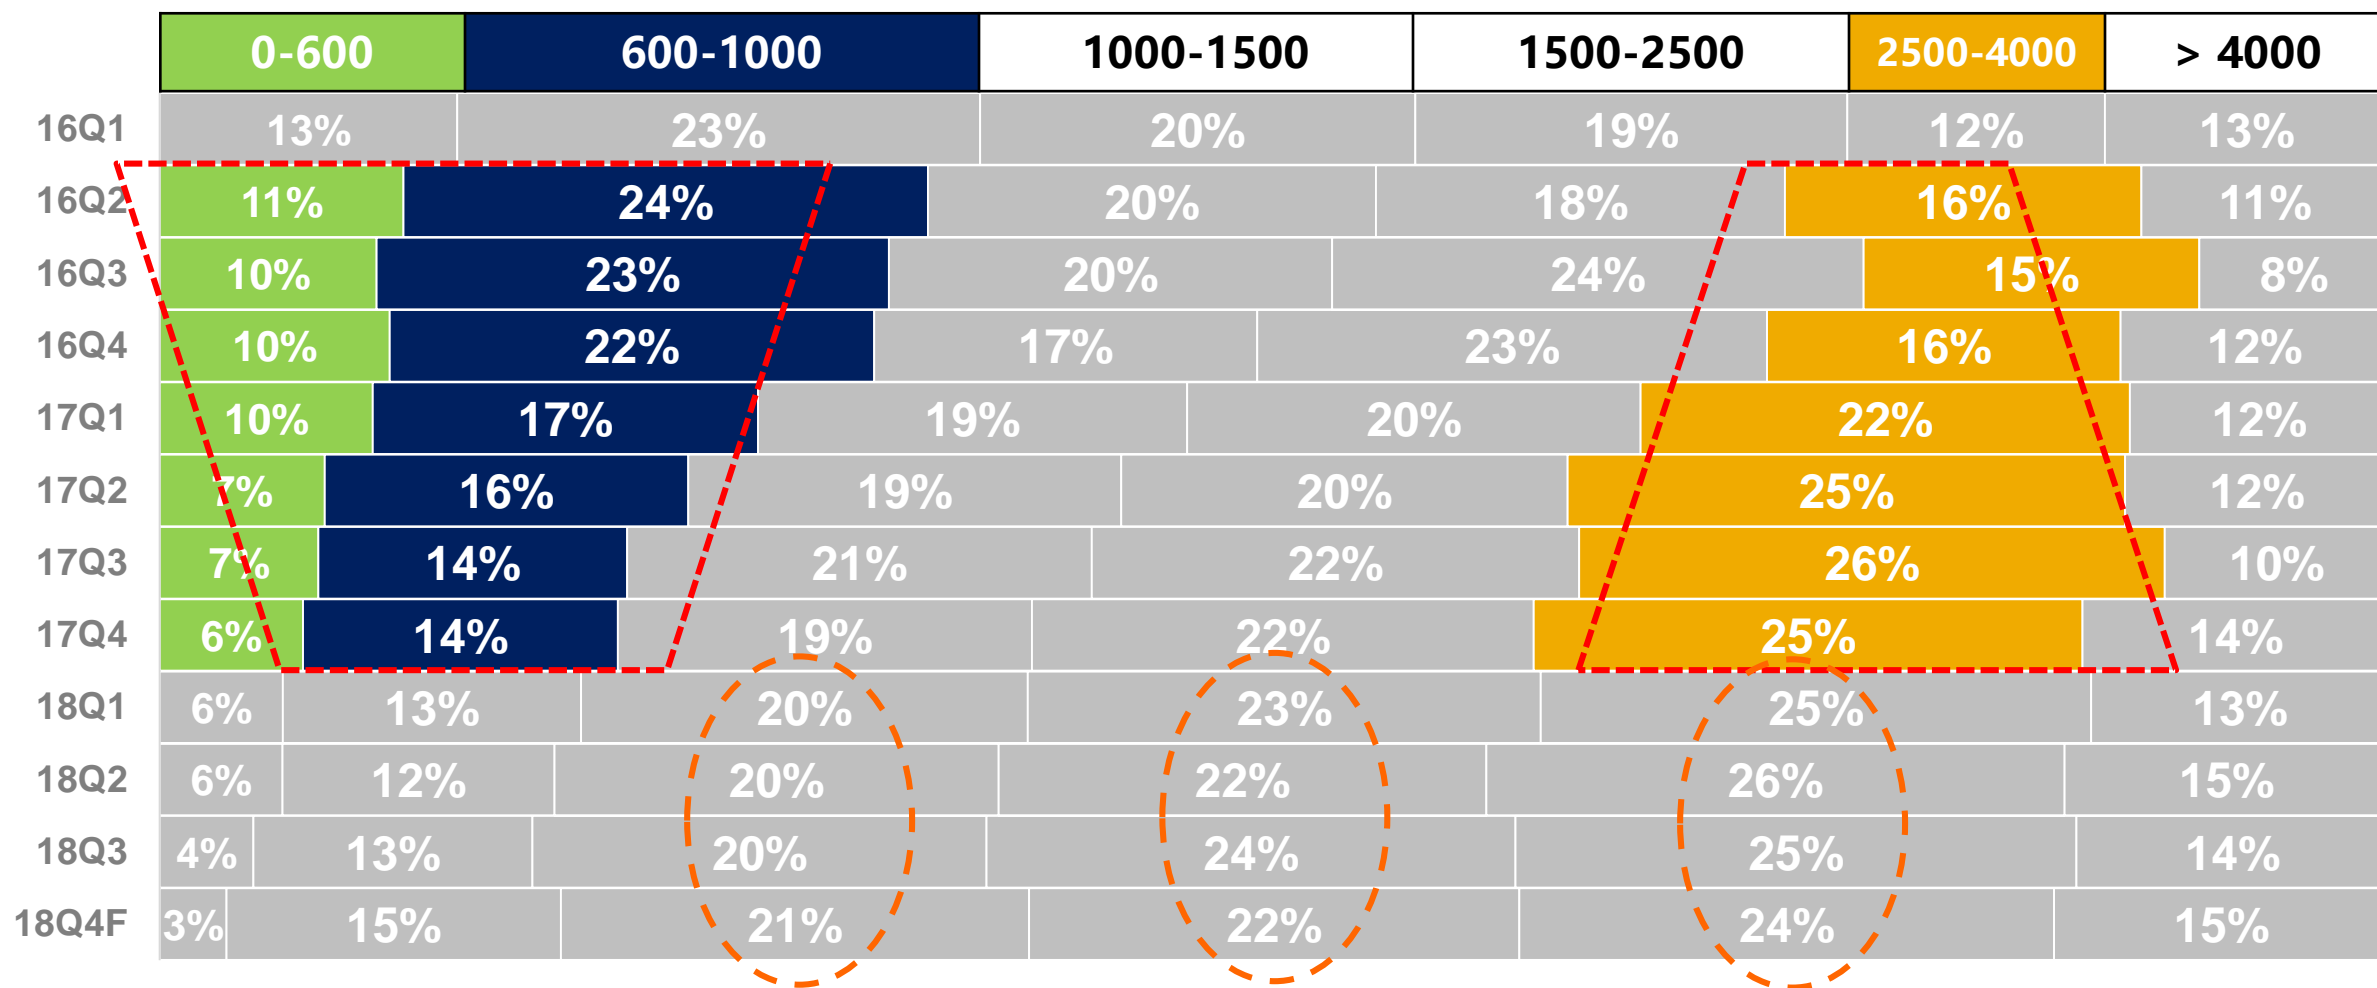 0-600 600-1000 1000-1500 1500-2500 2500-4000 > 4000
16Q1 13% 23% 20% 19% 12% 13%
16Q2 11% 24% 20% 18% 16% 11%
16Q3 10% 23% 20% 24% 15% 8%
16Q4 10% 22% 17% 23% 16% 12%
17Q1 10% 17% 19% 20% 22% 12%
17Q2 7% 16% 19% 20% 25% 12%
17Q3 7% 14% 21% 22% 26% 10%
17Q4 6% 14% 19% 22% 25% 14%
18Q1 6% 13% 20% 23% 25% 13%
18Q2 6% 12% 20% 22% 26% 15%
18Q3 4% 13% 20% 24% 25% 14%
18Q4F 3% 15% 21% 22% 24% 15%